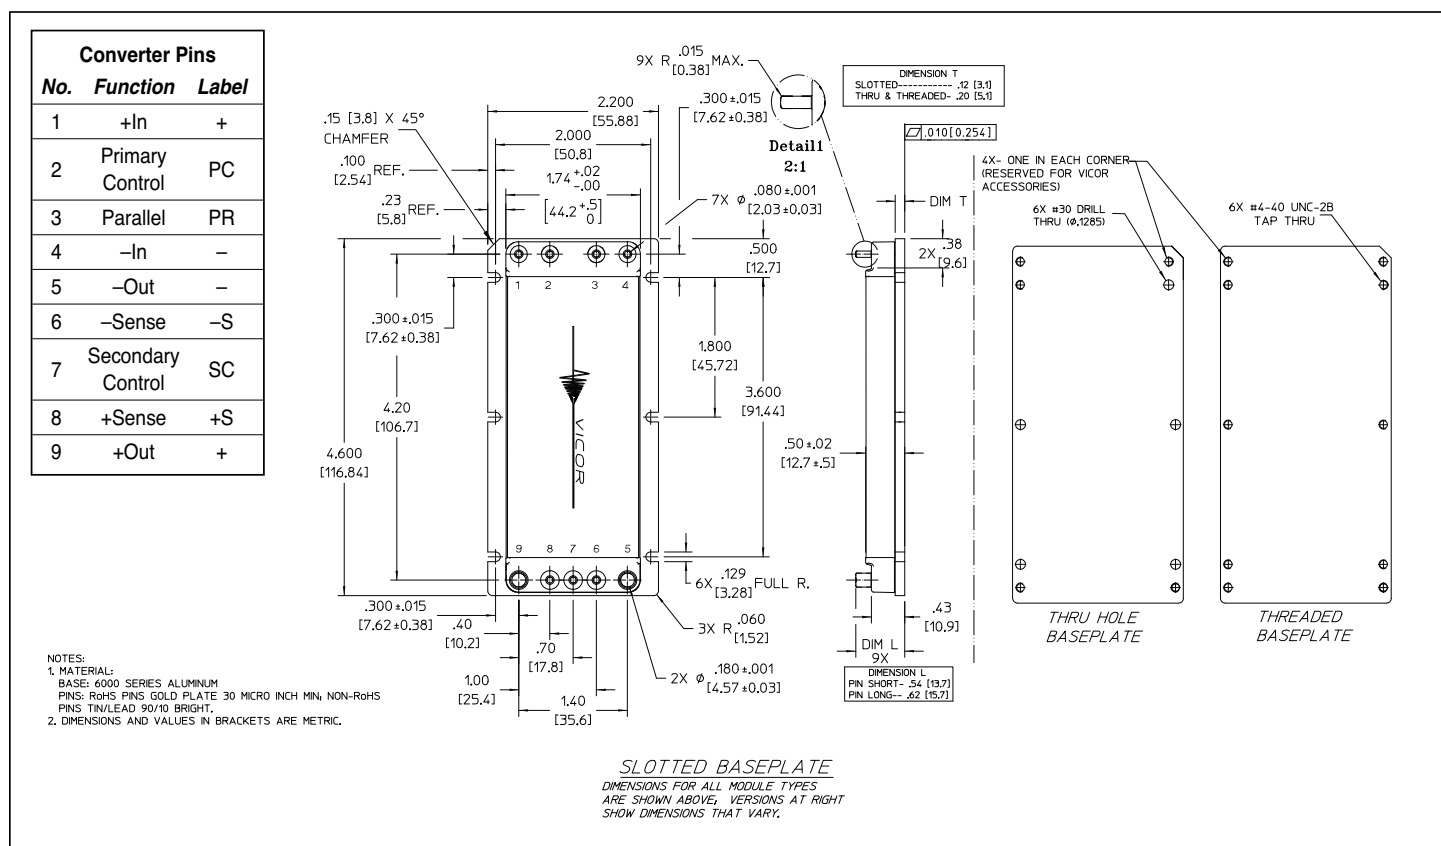 Converter Pins
No. Function Label
1 +In +
2 Primary Control PC
3 Parallel PR
4 –In –
5 –Out –
6 –Sense –S
7 Secondary Control SC
8 +Sense +S
9 +Out +
.15 [3.8] X 45°
CHAMFER
.100
[2.54] REF.
.23
[5.8] REF.
2.200
[55.88]
2.000
[50.8]
1.74 +.02
-.00
[44.2 +.5
0]
.300±.015
[7.62±0.38]
9X R .015
[0.38] MAX.
Detail1
2:1
7X ø .080±.001
[2.03±0.03]
.500
[12.7]
1 2 3 4
.300±.015
[7.62±0.38]
1.800
[45.72]
3.600
[91.44]
4.20
[106.7]
4.600
[116.84]
VICOR
9 8 7 6 5
6X .129
[3.28] FULL R.
3X R .060
[1.52]
2X ø .180±.001
[4.57±0.03]
.300±.015
[7.62±0.38]
.40
[10.2]
.70
[17.8]
1.00
[25.4]
1.40
[35.6]
DIMENSION T
SLOTTED----------- .12 [3.1]
THRU & THREADED- .20 [5.1]
.010[0.254]
DIM T
2X .38
[9.6]
.50±.02
[12.7±.5]
.43
[10.9]
DIM L
9X
DIMENSION L
PIN SHORT- .54 [13.7]
PIN LONG-- .62 [15.7]
4X- ONE IN EACH CORNER
(RESERVED FOR VICOR
ACCESSORIES)
6X #30 DRILL
THRU (ø.1285)
6X #4-40 UNC-2B
TAP THRU
THRU HOLE
BASEPLATE
THREADED
BASEPLATE
NOTES:
1. MATERIAL:
BASE: 6000 SERIES ALUMINUM
PINS: RoHS PINS GOLD PLATE 30 MICRO INCH MIN; NON-RoHS
PINS TIN/LEAD 90/10 BRIGHT.
2. DIMENSIONS AND VALUES IN BRACKETS ARE METRIC.
SLOTTED BASEPLATE
DIMENSIONS FOR ALL MODULE TYPES
ARE SHOWN ABOVE, VERSIONS AT RIGHT
SHOW DIMENSIONS THAT VARY.